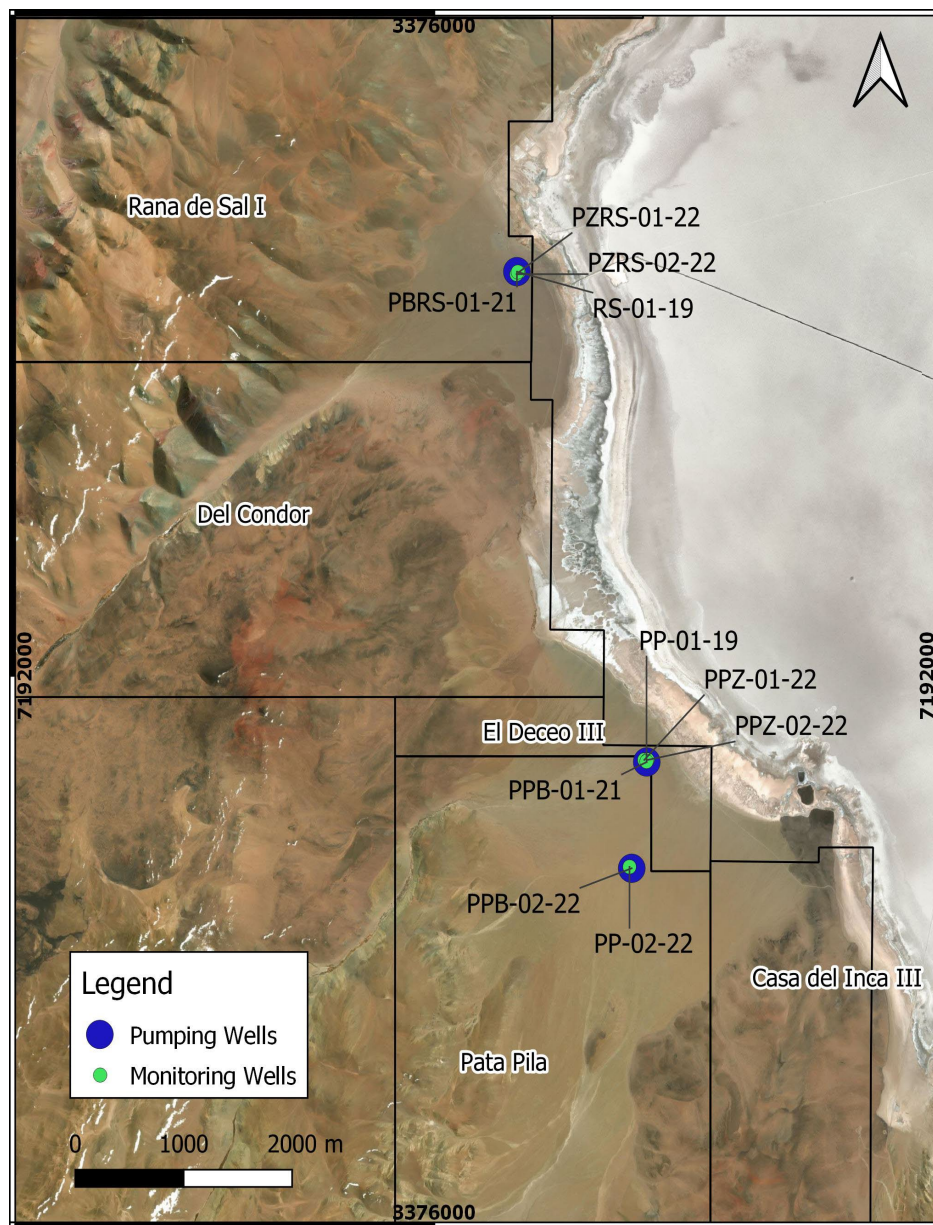 3376000
Rana de Sal I
PZRS-01-22
PZRS-02-22
PBRS-01-21
RS-01-19
Del Condor
7192000
7192000
PP-01-19
PPZ-01-22
PPZ-02-22
El Deceo III
PPB-01-21
PPB-02-22
PP-02-22
Casa del Inca III
Pata Pila
Legend
Pumping Wells
Monitoring Wells
0 1000 2000 m
3376000